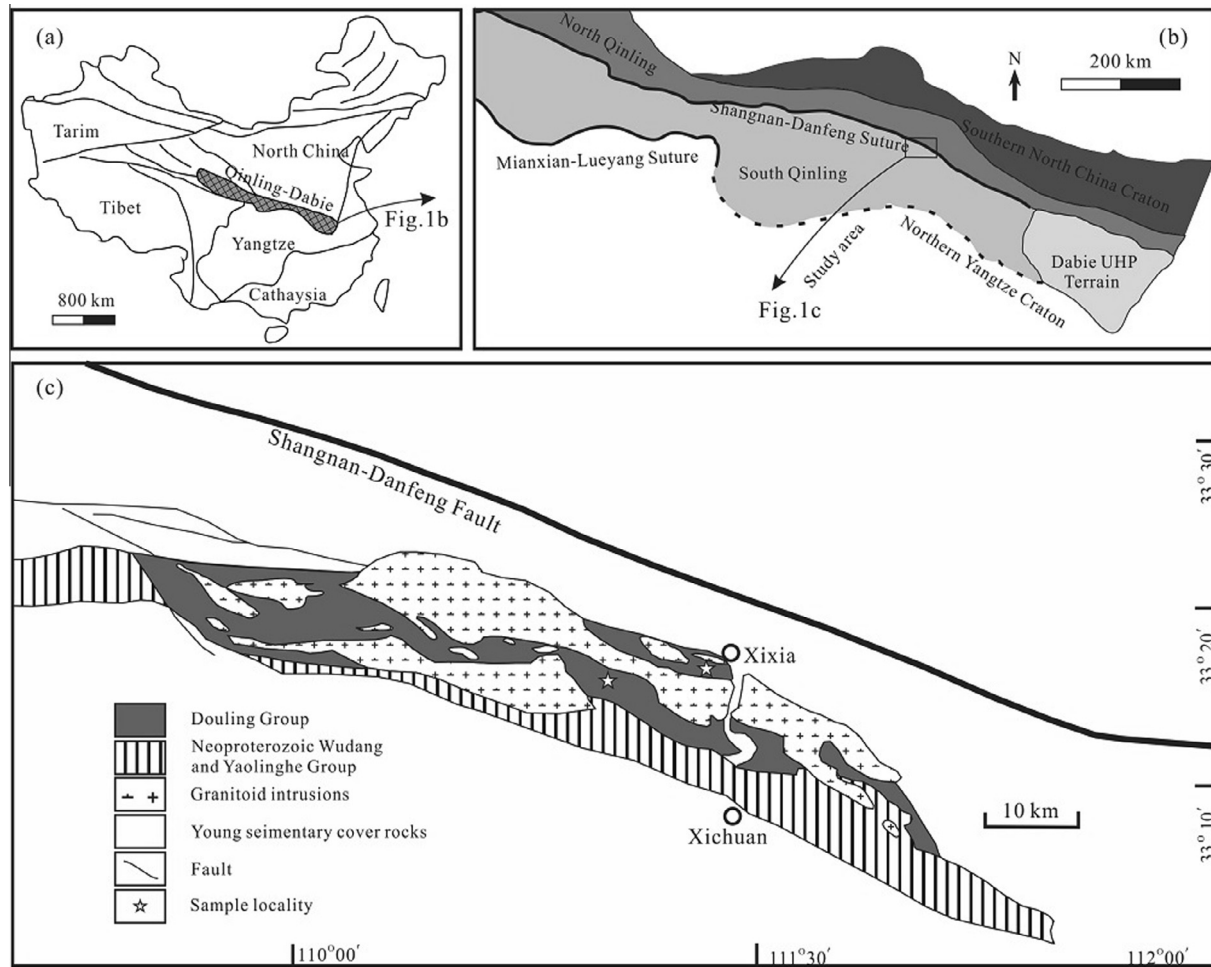 (a)
Tarim
North China
Qinling-Dabie
Tibet
Fig.1b
Yangtze
800 km
Cathaysia
(b)
North Qinling
N
200 km
Shangnan-Danfeng Suture
Southern North China Craton
Mianxian-Lueyang Suture
South Qinling
Study area
Northern Yangtze Craton
Dabie UHP
Terrain
Fig.1c
(c)
Shangnan-Danfeng Fault
33°30′
33°20′
33°10′
Xixia
Xichuan
10 km
Douling Group
Neoproterozoic Wudang
and Yaolinghe Group
Granitoid intrusions
Young seimentary cover rocks
Fault
Sample locality
110°00′
111°30′
112°00′